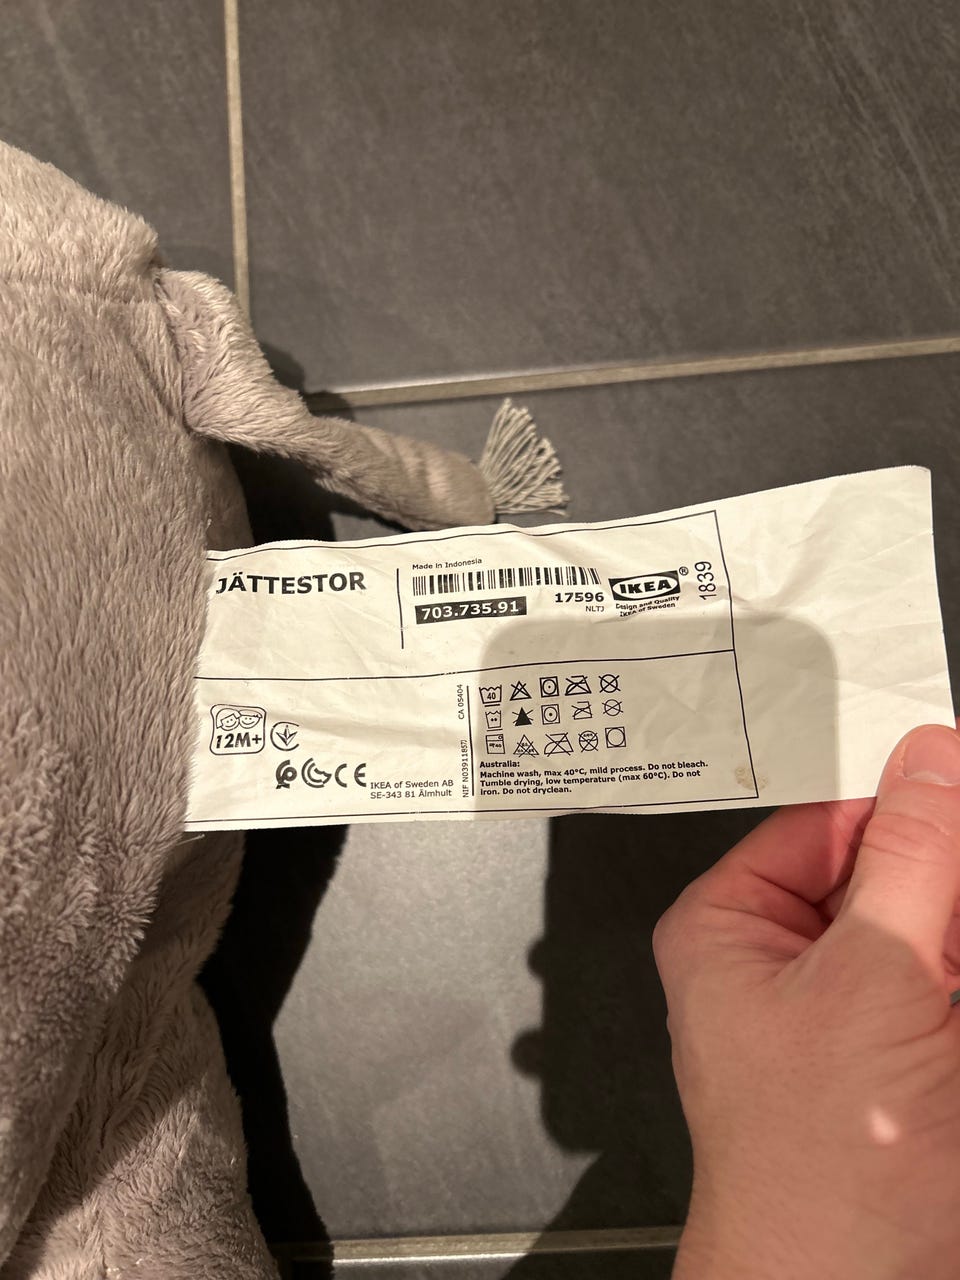 JÄTTESTOR
Made in Indonesia
703.735.91
17596
NLTJ
IKEA®
Design and Quality
IKEA of Sweden
1839
12M+
CE
IKEA of Sweden AB
SE-343 81 Älmhult
CA 05404
40
Australia:
Machine wash, max 40°C, mild process. Do not bleach.
Tumble drying, low temperature (max 60°C). Do not
iron. Do not dryclean.